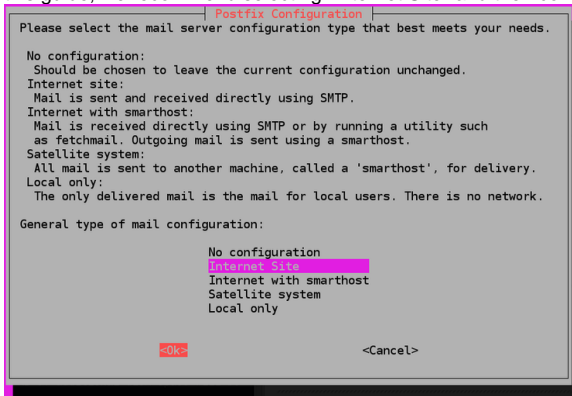 Postfix Configuration
Please select the mail server configuration type that best meets your needs.
No configuration:
Should be chosen to leave the current configuration unchanged.
Internet site:
Mail is sent and received directly using SMTP.
Internet with smarthost:
Mail is received directly using SMTP or by running a utility such
as fetchmail. Outgoing mail is sent using a smarthost.
Satellite system:
All mail is sent to another machine, called a 'smarthost', for delivery.
Local only:
The only delivered mail is the mail for local users. There is no network.
General type of mail configuration:
No configuration
Internet Site
Internet with smarthost
Satellite system
Local only
<Ok> <Cancel>